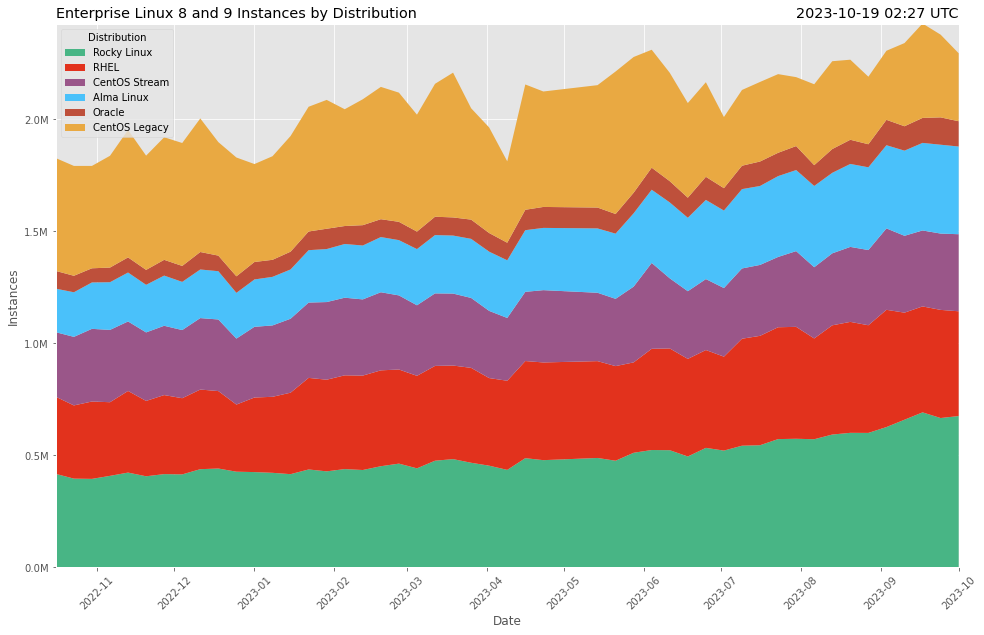 Enterprise Linux 8 and 9 Instances by Distribution
2023-10-19 02:27 UTC
Distribution
Rocky Linux
RHEL
CentOS Stream
Alma Linux
Oracle
CentOS Legacy
2.0M
1.5M
1.0M
0.5M
0.0M
Instances
2022-11
2022-12
2023-01
2023-02
2023-03
2023-04
2023-05
2023-06
2023-07
2023-08
2023-09
2023-10
Date